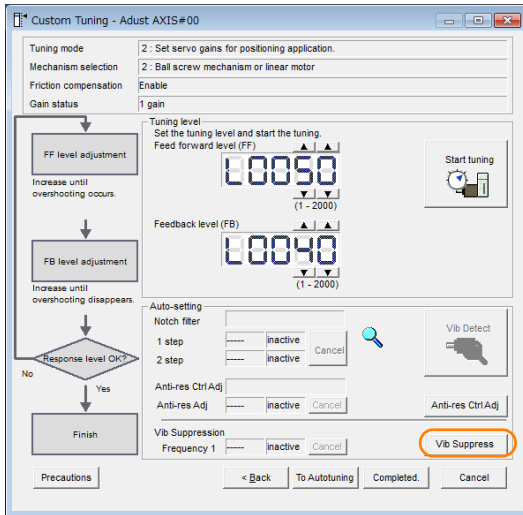 Custom Tuning - Adust AXIS#00
Tuning mode 2 : Set servo gains for positioning application.
Mechanism selection 2 : Ball screw mechanism or linear motor
Friction compensation Enable
Gain status 1 gain
FF level adjustment
Increase until
overshooting occurs.
FB level adjustment
Increase until
overshooting disappears.
Response level OK?
No
Yes
Finish
Tuning level
Set the tuning level and start the tuning.
Feed forward level (FF)
L0050
(1 - 2000)
Feedback level (FB)
L0040
(1 - 2000)
Start tuning
Auto-setting
Notch filter
1 step ----- inactive
2 step ----- inactive
Cancel
Vib Detect
Anti-res Ctrl Adj
Anti-res Adj ----- inactive Cancel Anti-res Ctrl Adj
Vib Suppression
Frequency 1 ----- inactive Cancel Vib Suppress
Precautions < Back To Autotuning Completed. Cancel